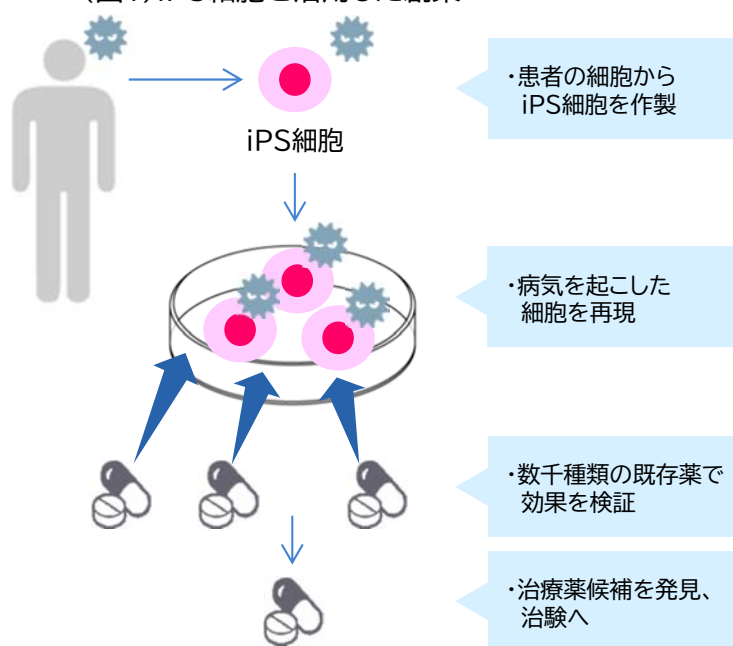 ・患者の細胞から
iPS細胞を作製
iPS細胞
・病気を起こした
細胞を再現
・数千種類の既存薬で
効果を検証
・治療薬候補を発見、
治験へ